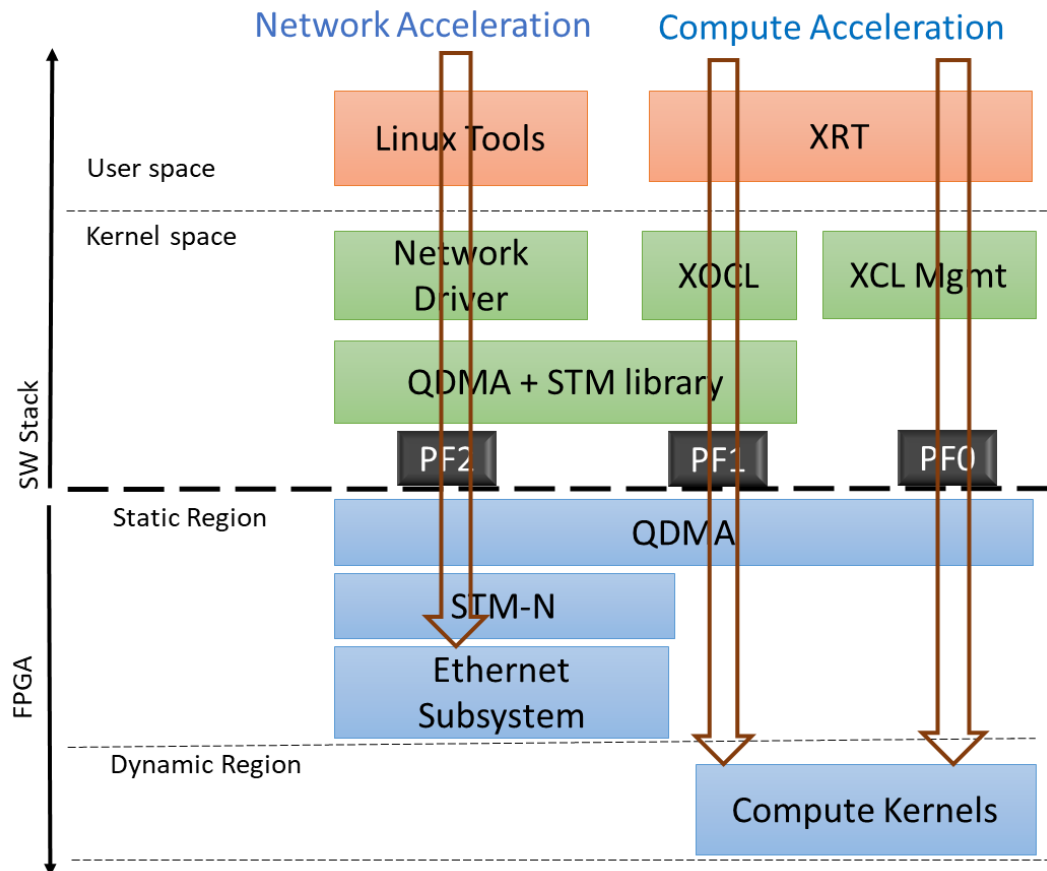 Network Acceleration
Compute Acceleration
Linux Tools
XRT
User space
Kernel space
Network
Driver
XOCL
XCL Mgmt
QDMA + STM library
SW Stack
PF2
PF1
PF0
Static Region
QDMA
STM-N
Ethernet
Subsystem
FPGA
Dynamic Region
Compute Kernels